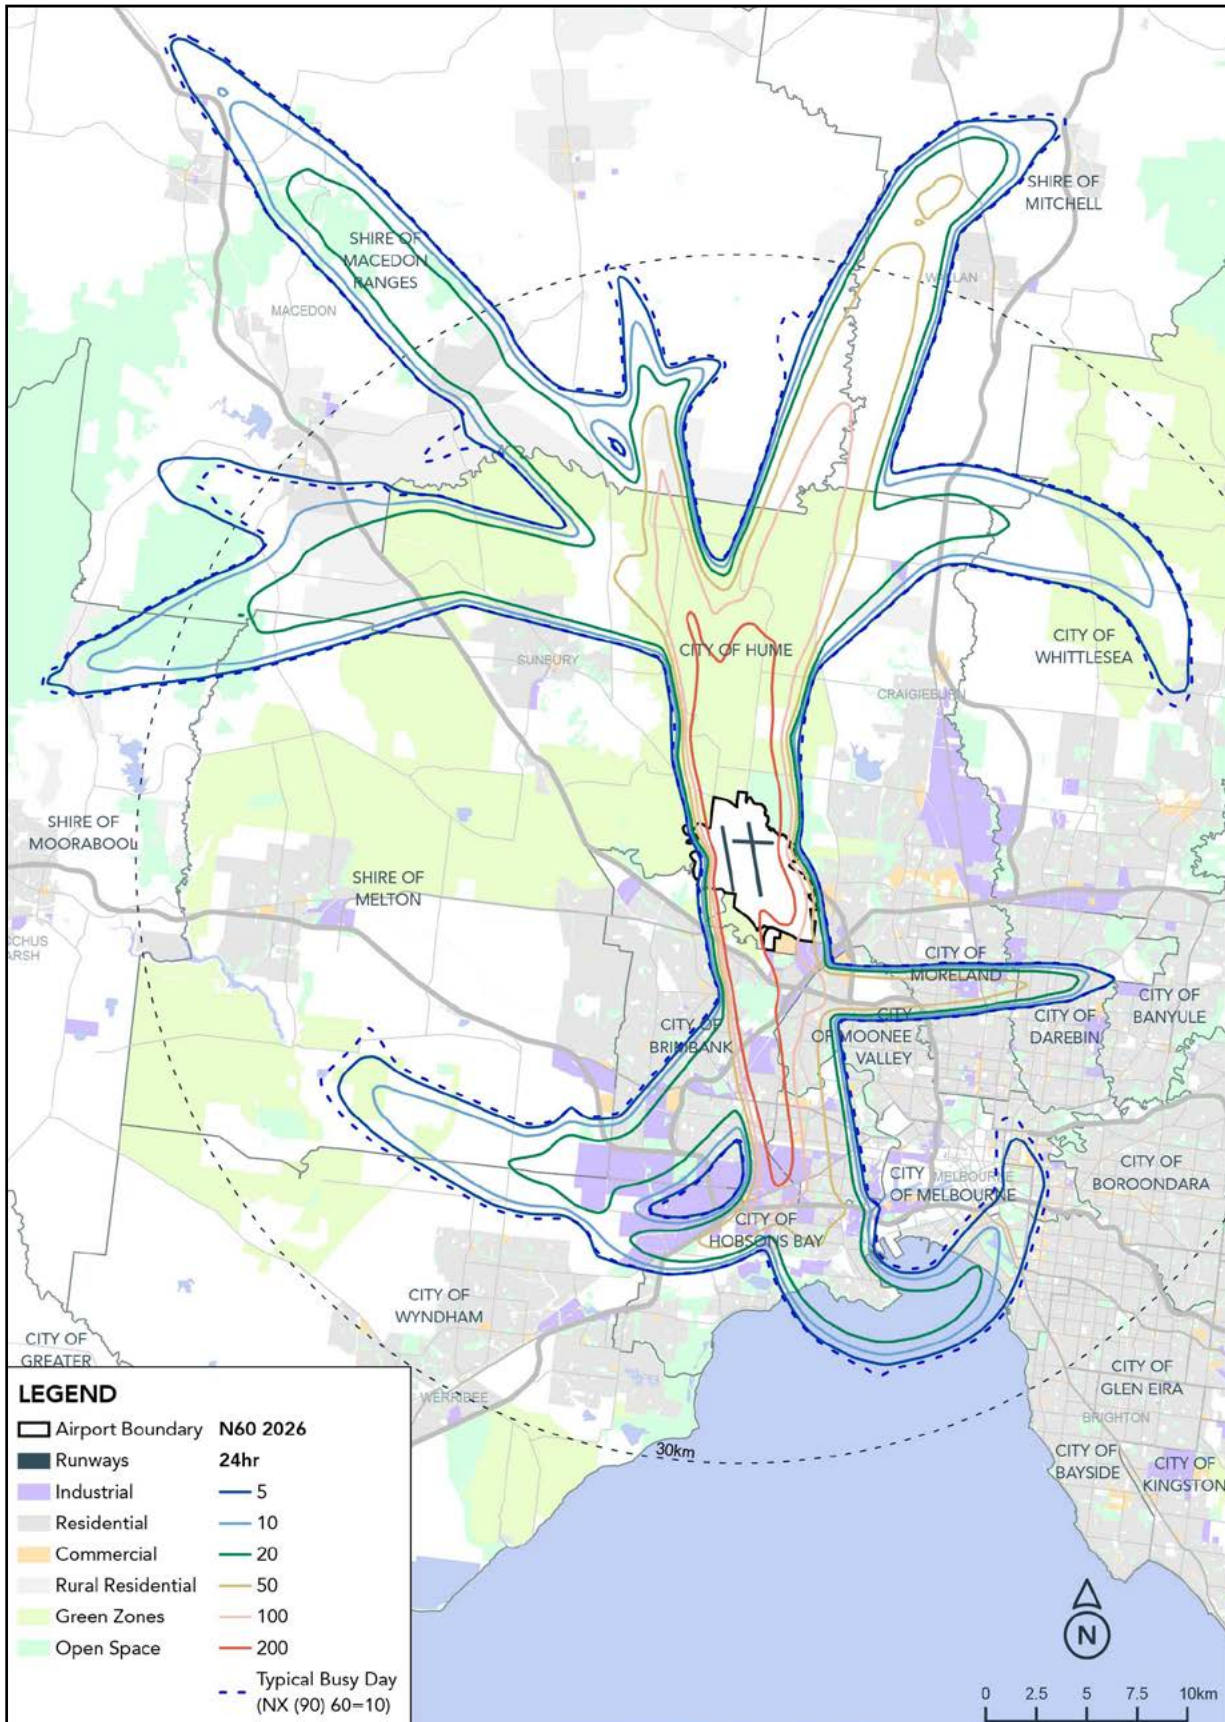 SHIRE OF
MITCHELL
SHIRE OF
MACEDON
RANGES
WALLAN
MACEDON
CITY OF HUME
CITY OF
WHITTLESEA
SUNBURY
CRAIGIEBURN
SHIRE OF
MOORABOOL
SHIRE OF
MELTON
CCHUS
ARSH
CITY OF
MORELAND
CITY OF
BANYULE
CITY OF
DAREBIN
CITY OF
BRIMBANK
CITY
OF MOONEE
VALLEY
CITY
OF MELBOURNE
MELBOURNE
CITY OF
BOROONDARA
CITY OF
HOBSONS BAY
CITY OF
WYNDHAM
CITY OF
GREATER
CITY OF
GLEN EIRA
WERRIBEE
BRIGHTON
30km
CITY OF
BAYSIDE
CITY OF
KINGSTON
LEGEND
Airport Boundary
Runways
Industrial
Residential
Commercial
Rural Residential
Green Zones
Open Space
N60 2026
24hr
5
10
20
50
100
200
Typical Busy Day
(NX (90) 60=10)
N
0 2.5 5 7.5 10km